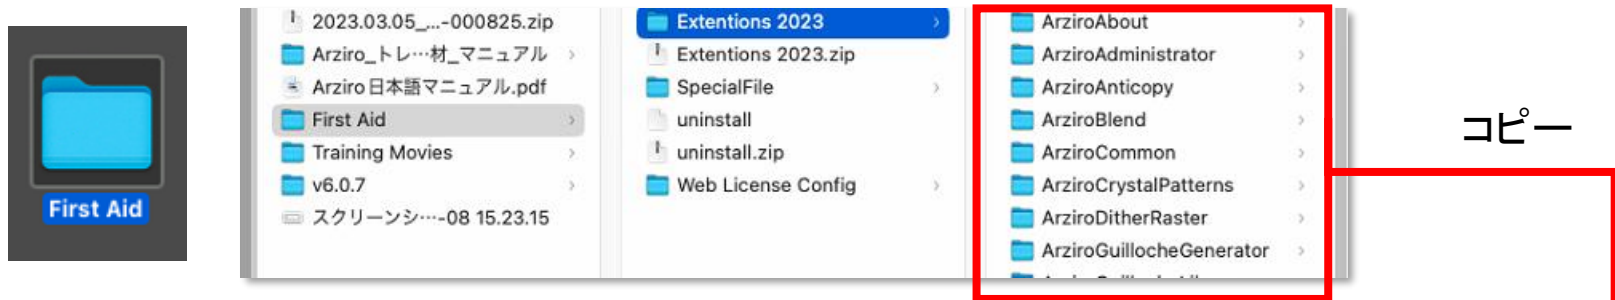 First Aid
2023.03.05_...-000825.zip
Arziro_トレ…材_マニュアル
Arziro日本語マニュアル.pdf
First Aid
Training Movies
v6.0.7
スクリーンシ…-08 15.23.15
Extentions 2023
Extentions 2023.zip
SpecialFile
uninstall
uninstall.zip
Web License Config
ArziroAbout
ArziroAdministrator
ArziroAnticopy
ArziroBlend
ArziroCommon
ArziroCrystalPatterns
ArziroDitherRaster
ArziroGuillocheGenerator
コピー